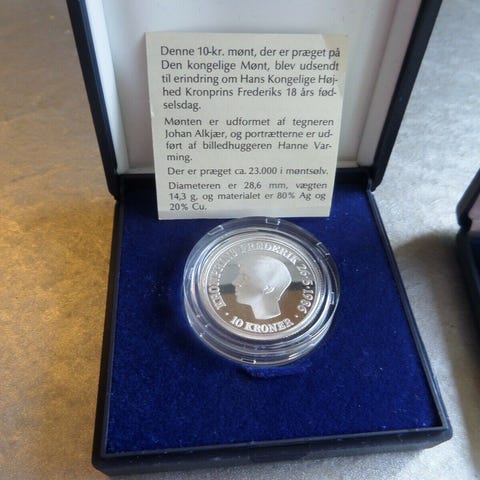 Denne 10-kr. mønt, der er præget på
Den kongelige Mønt, blev udsendt
til erindring om Hans Kongelige Høj-
hed Kronprins Frederiks 18 års fød-
selsdag.
Mønten er udformet af tegneren
Johan Alkjær, og portrætterne er ud-
ført af billedhuggeren Hanne Var-
ming.
Der er præget ca. 23.000 i møntsølv.
Diameteren er 28,6 mm, vægten
14,3 g, og materialet er 80% Ag og
20% Cu.
KRONPRINS FREDERIK 26·5·1986
· 10 KRONER ·